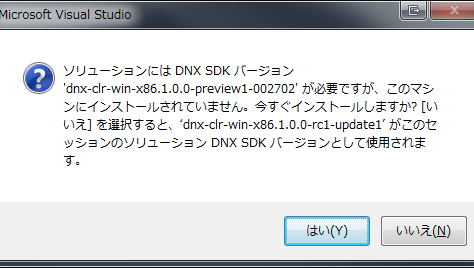 Microsoft Visual Studio
ソリューションには DNX SDK バージョン
'dnx-clr-win-x86.1.0.0-preview1-002702' が必要ですが、このマシ
ンにインストールされていません。今すぐインストールしますか? [い
いえ] を選択すると、'dnx-clr-win-x86.1.0.0-rc1-update1' がこのセ
ッションのソリューション DNX SDK バージョンとして使用されま
す。
はい(Y)
いいえ(N)